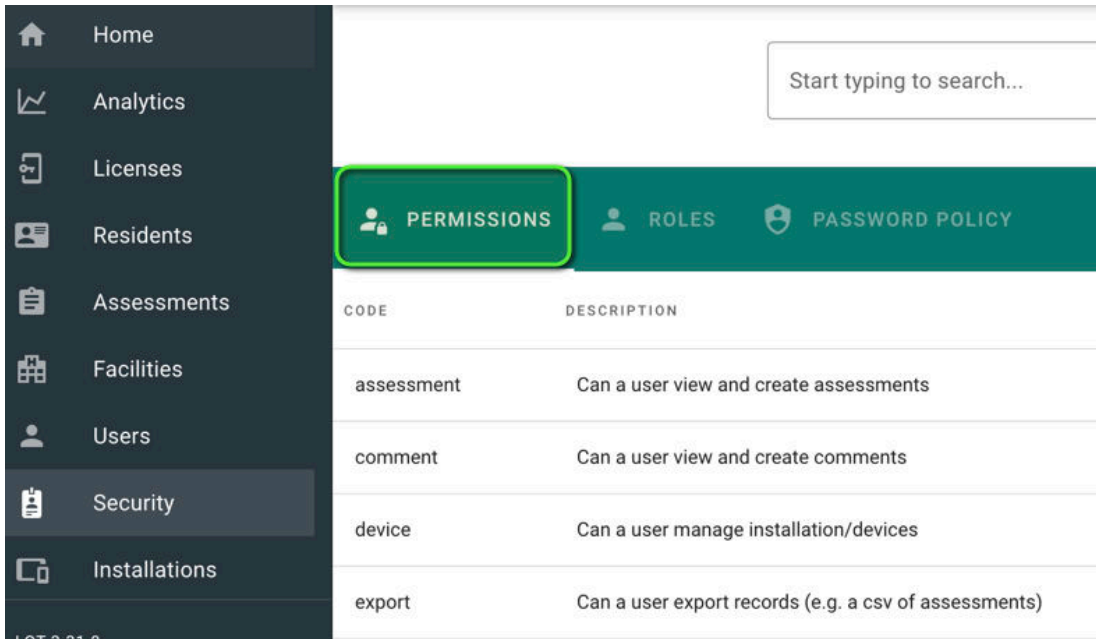 Home
Analytics
Licenses
Residents
Assessments
Facilities
Users
Security
Installations
Start typing to search...
PERMISSIONS ROLES PASSWORD POLICY
CODE DESCRIPTION
assessment Can a user view and create assessments
comment Can a user view and create comments
device Can a user manage installation/devices
export Can a user export records (e.g. a csv of assessments)